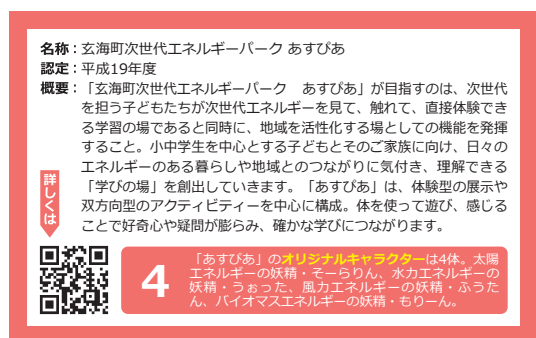 名称：玄海町次世代エネルギーパーク あすぴあ
認定：平成19年度
概要：「玄海町次世代エネルギーパーク　あすぴあ」が目指すのは、次世代
を担う子どもたちが次世代エネルギーを見て、触れて、直接体験でき
る学習の場であると同時に、地域を活性化する場としての機能を発揮
すること。小中学生を中心とする子どもとそのご家族に向け、日々の
エネルギーのある暮らしや地域とのつながりに気付き、理解できる
「学びの場」を創出していきます。「あすぴあ」は、体験型の展示や
双方向型のアクティビティーを中心に構成。体を使って遊び、感じる
ことで好奇心や疑問が膨らみ、確かな学びにつながります。
詳しくは
4
「あすぴあ」のオリジナルキャラクターは4体。太陽
エネルギーの妖精・そーらりん、水力エネルギーの
妖精・うぉった、風力エネルギーの妖精・ふうた
ん、バイオマスエネルギーの妖精・もりーん。